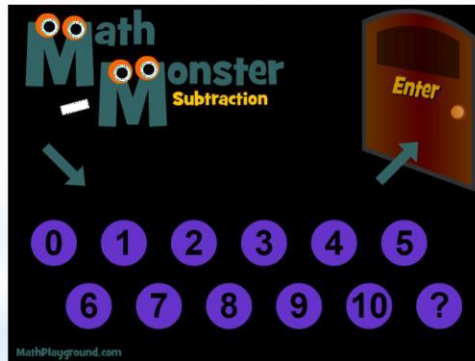 Math
Monster
Subtraction
Enter
0 1 2 3 4 5
6 7 8 9 10 ?
MathPlayground.com